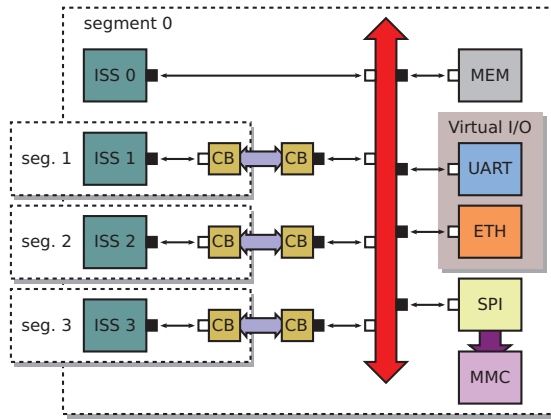 segment 0
ISS 0
MEM
Virtual I/O
seg. 1
ISS 1
CB
CB
UART
seg. 2
ISS 2
CB
CB
ETH
seg. 3
ISS 3
CB
CB
SPI
MMC